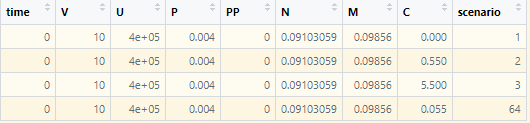 time V U P PP N M C scenario
0 10 4e+05 0.004 0 0.09103059 0.09856 0.000 1
0 10 4e+05 0.004 0 0.09103059 0.09856 0.550 2
0 10 4e+05 0.004 0 0.09103059 0.09856 5.500 3
0 10 4e+05 0.004 0 0.09103059 0.09856 0.055 64